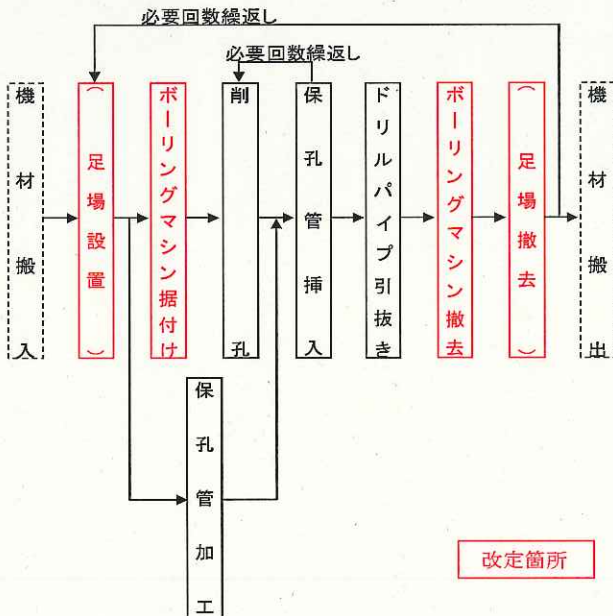 必要回数繰返し
必要回数繰返し
機材搬入
（足場設置）
ボーリングマシン据付け
削孔
保孔管挿入
ドリルパイプ引抜き
ボーリングマシン撤去
（足場撤去）
機材搬出
保孔管加工
改定箇所